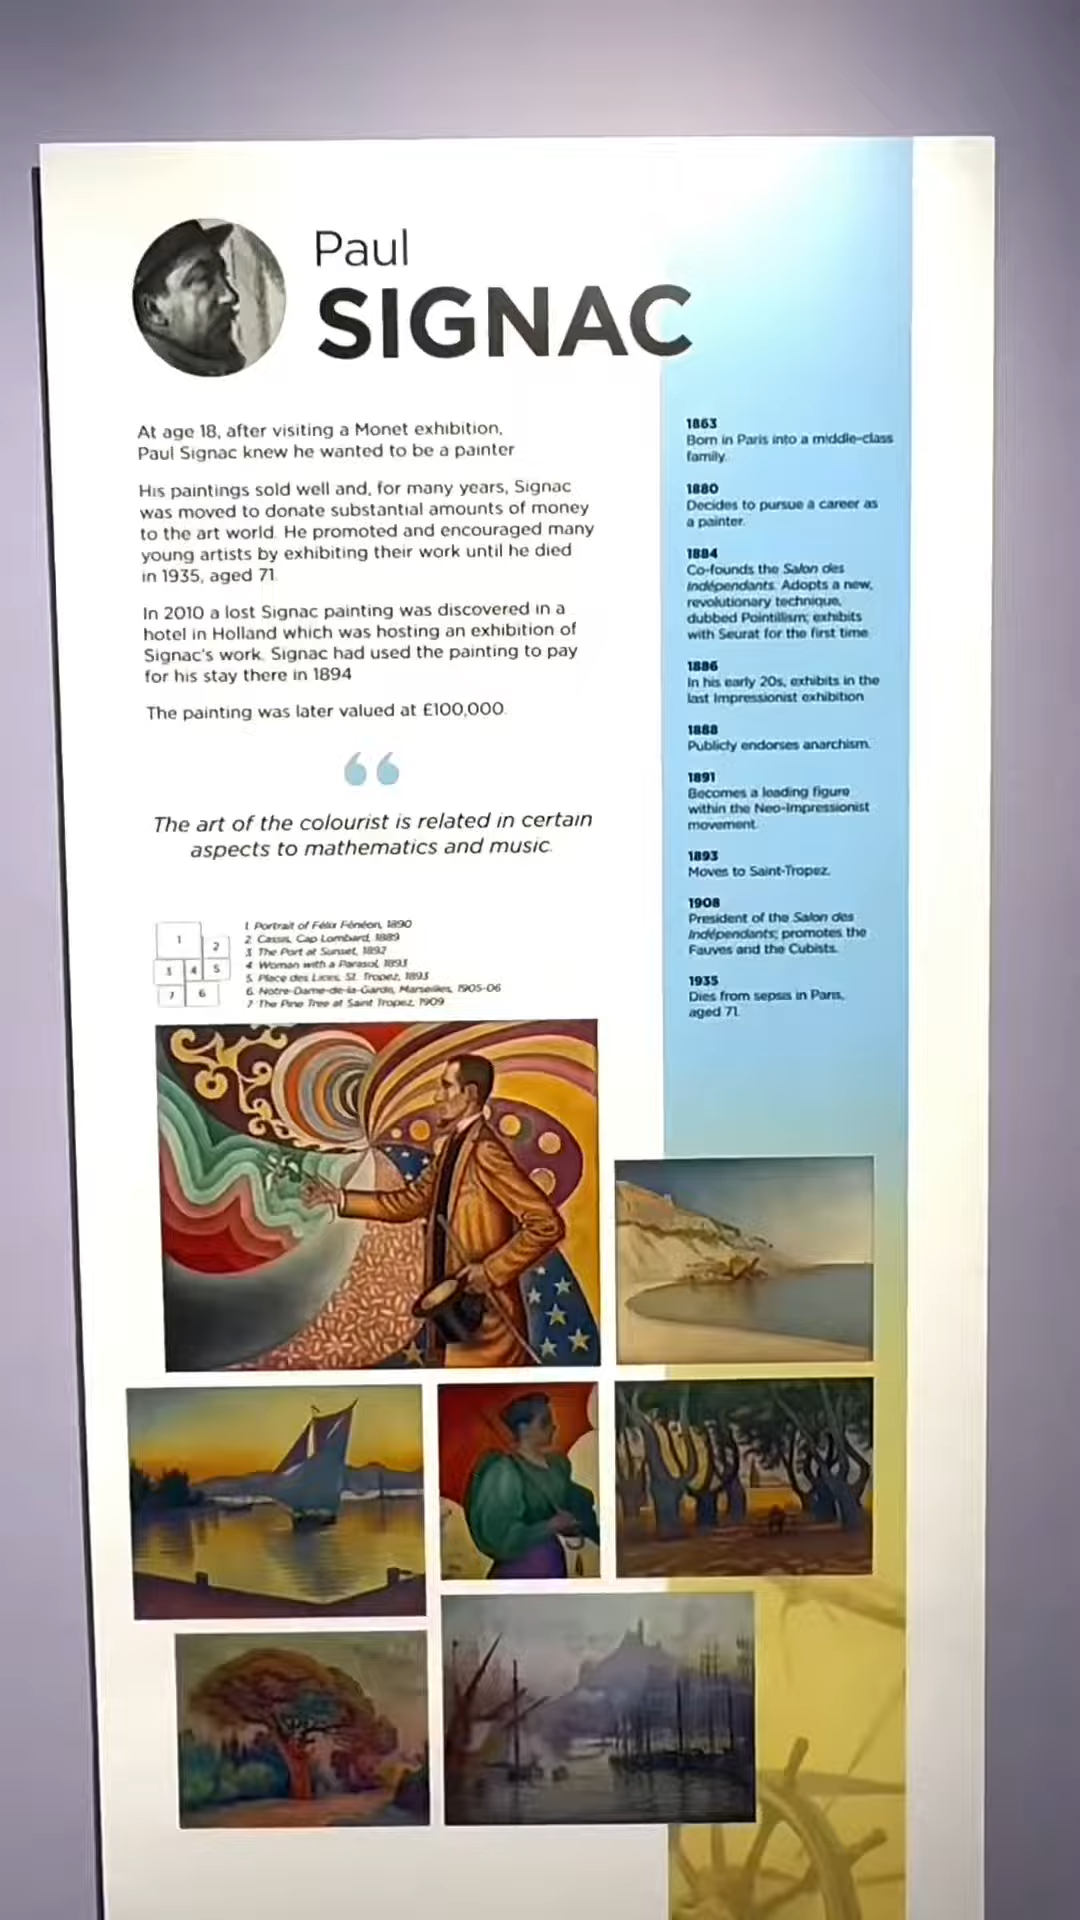 Paul
SIGNAC
At age 18, after visiting a Monet exhibition,
Paul Signac knew he wanted to be a painter
His paintings sold well and, for many years, Signac
was moved to donate substantial amounts of money
to the art world. He promoted and encouraged many
young artists by exhibiting their work until he died
in 1935, aged 71.
In 2010 a lost Signac painting was discovered in a
hotel in Holland which was hosting an exhibition of
Signac's work. Signac had used the painting to pay
for his stay there in 1894
The painting was later valued at £100,000.
“
The art of the colourist is related in certain
aspects to mathematics and music.
1
2
3 4 5
7 6
1. Portrait of Félix Fénéon, 1890
2. Cassis, Cap Lombard, 1889
3. The Port at Sunset, 1892
4. Woman with a Parasol, 1893
5. Place des Lices, St. Tropez, 1893
6. Notre-Dame-de-la-Garde, Marseilles, 1905-06
7. The Pine Tree at Saint Tropez, 1909
1863
Born in Paris into a middle-class
family.
1880
Decides to pursue a career as
a painter.
1884
Co-founds the Salon des
Indépendants. Adopts a new,
revolutionary technique,
dubbed Pointillism; exhibits
with Seurat for the first time
1886
In his early 20s, exhibits in the
last Impressionist exhibition
1888
Publicly endorses anarchism.
1891
Becomes a leading figure
within the Neo-Impressionist
movement.
1893
Moves to Saint-Tropez.
1908
President of the Salon des
Indépendants; promotes the
Fauves and the Cubists.
1935
Dies from sepsis in Paris,
aged 71.